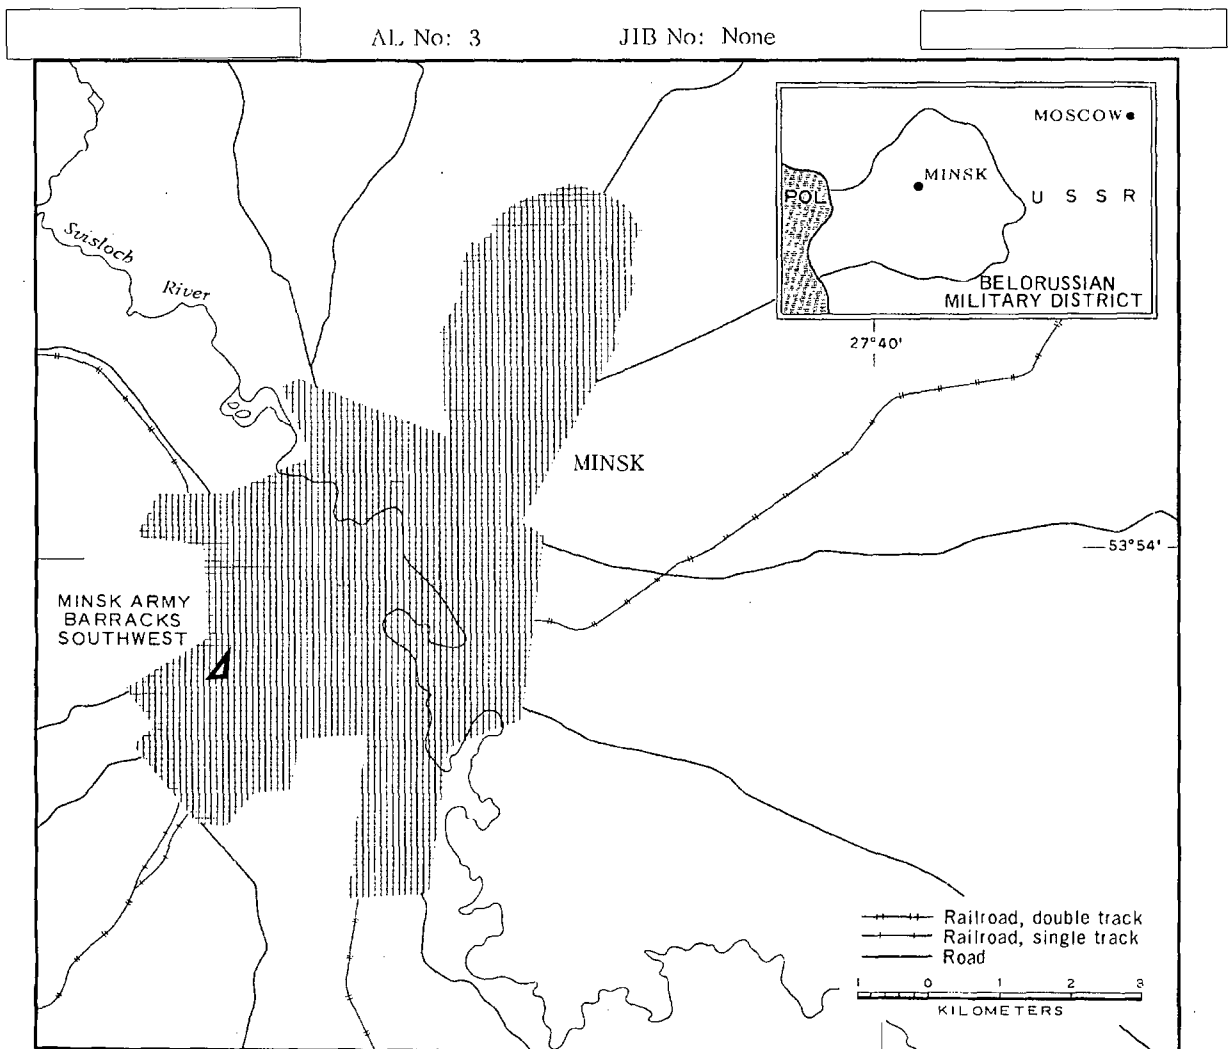 AL No: 3
JIB No: None
MOSCOW
MINSK
POL
U S S R
BELORUSSIAN
MILITARY DISTRICT
27°40'
Svisloch
River
MINSK
53°54'
MINSK ARMY
BARRACKS
SOUTHWEST
Railroad, double track
Railroad, single track
Road
1 0 1 2 3
KILOMETERS